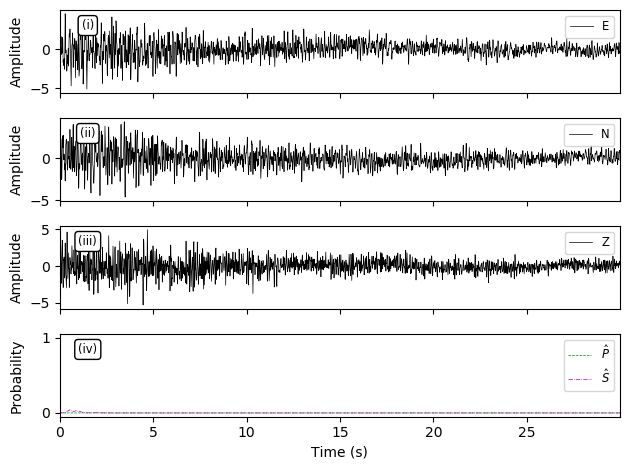 Amplitude
(i)
E
0
−5
Amplitude
(ii)
N
0
−5
Amplitude
(iii)
Z
5
0
−5
Probability
(iv)
P̂
Ŝ
1
0
0 5 10 15 20 25
Time (s)